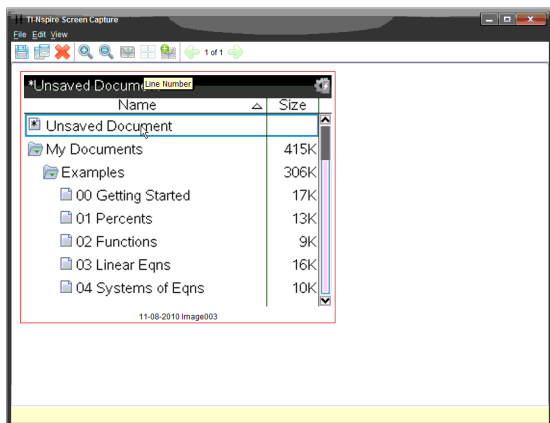 TI-Nspire Screen Capture
File Edit View
1 of 1
*Unsaved Docum
Line Number
Name Size
Unsaved Document
My Documents 415K
Examples 306K
00 Getting Started 17K
01 Percents 13K
02 Functions 9K
03 Linear Eqns 16K
04 Systems of Eqns 10K
11-08-2010 Image003